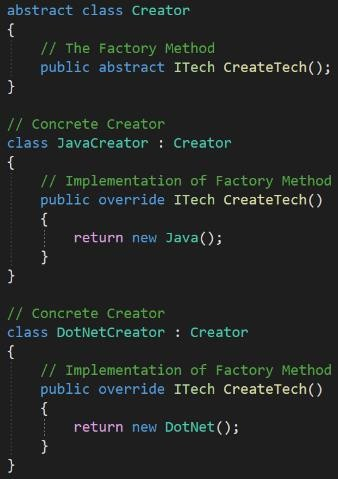 abstract class Creator
{
    // The Factory Method
    public abstract ITech CreateTech();
}

// Concrete Creator
class JavaCreator : Creator
{
    // Implementation of Factory Method
    public override ITech CreateTech()
    {
        return new Java();
    }
}

// Concrete Creator
class DotNetCreator : Creator
{
    // Implementation of Factory Method
    public override ITech CreateTech()
    {
        return new DotNet();
    }
}